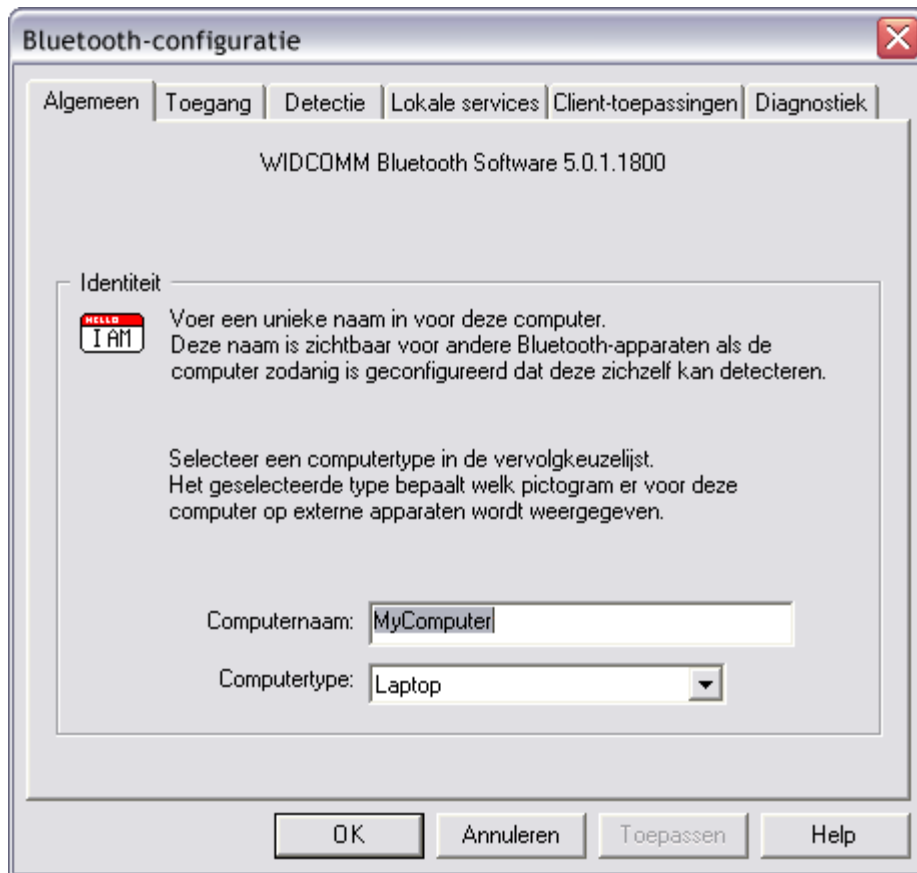 Bluetooth-configuratie
Algemeen Toegang Detectie Lokale services Client-toepassingen Diagnostiek
WIDCOMM Bluetooth Software 5.0.1.1800
Identiteit
HELLO
I AM
Voer een unieke naam in voor deze computer.
Deze naam is zichtbaar voor andere Bluetooth-apparaten als de
computer zodanig is geconfigureerd dat deze zichzelf kan detecteren.
Selecteer een computertype in de vervolgkeuzelijst.
Het geselecteerde type bepaalt welk pictogram er voor deze
computer op externe apparaten wordt weergegeven.
Computernaam: MyComputer
Computertype: Laptop
OK Annuleren Toepassen Help